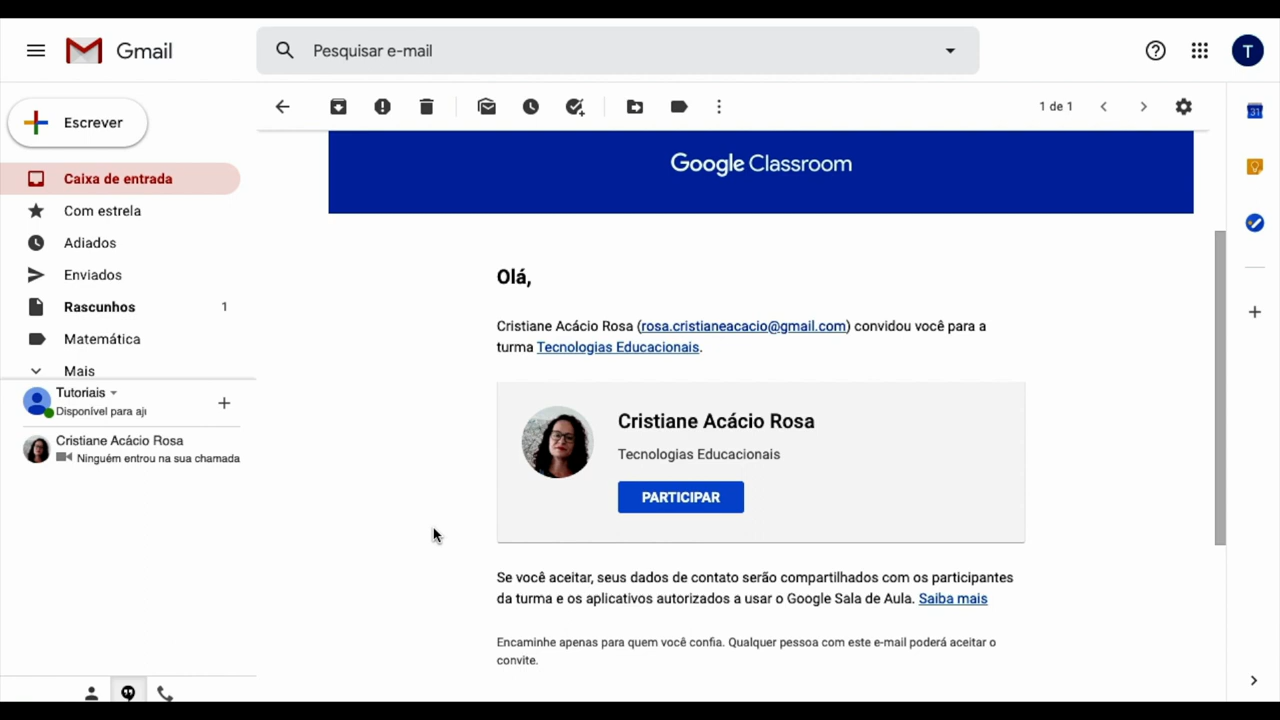 Gmail
Pesquisar e-mail
T
Escrever
1 de 1
31
Caixa de entrada
Com estrela
Adiados
Enviados
Rascunhos 1
Matemática
Mais
Tutoriais
Disponível para aju
Cristiane Acácio Rosa
Ninguém entrou na sua chamada
Google Classroom
Olá,
Cristiane Acácio Rosa (rosa.cristianeacacio@gmail.com) convidou você para a
turma Tecnologias Educacionais.
Cristiane Acácio Rosa
Tecnologias Educacionais
PARTICIPAR
Se você aceitar, seus dados de contato serão compartilhados com os participantes
da turma e os aplicativos autorizados a usar o Google Sala de Aula. Saiba mais
Encaminhe apenas para quem você confia. Qualquer pessoa com este e-mail poderá aceitar o
convite.